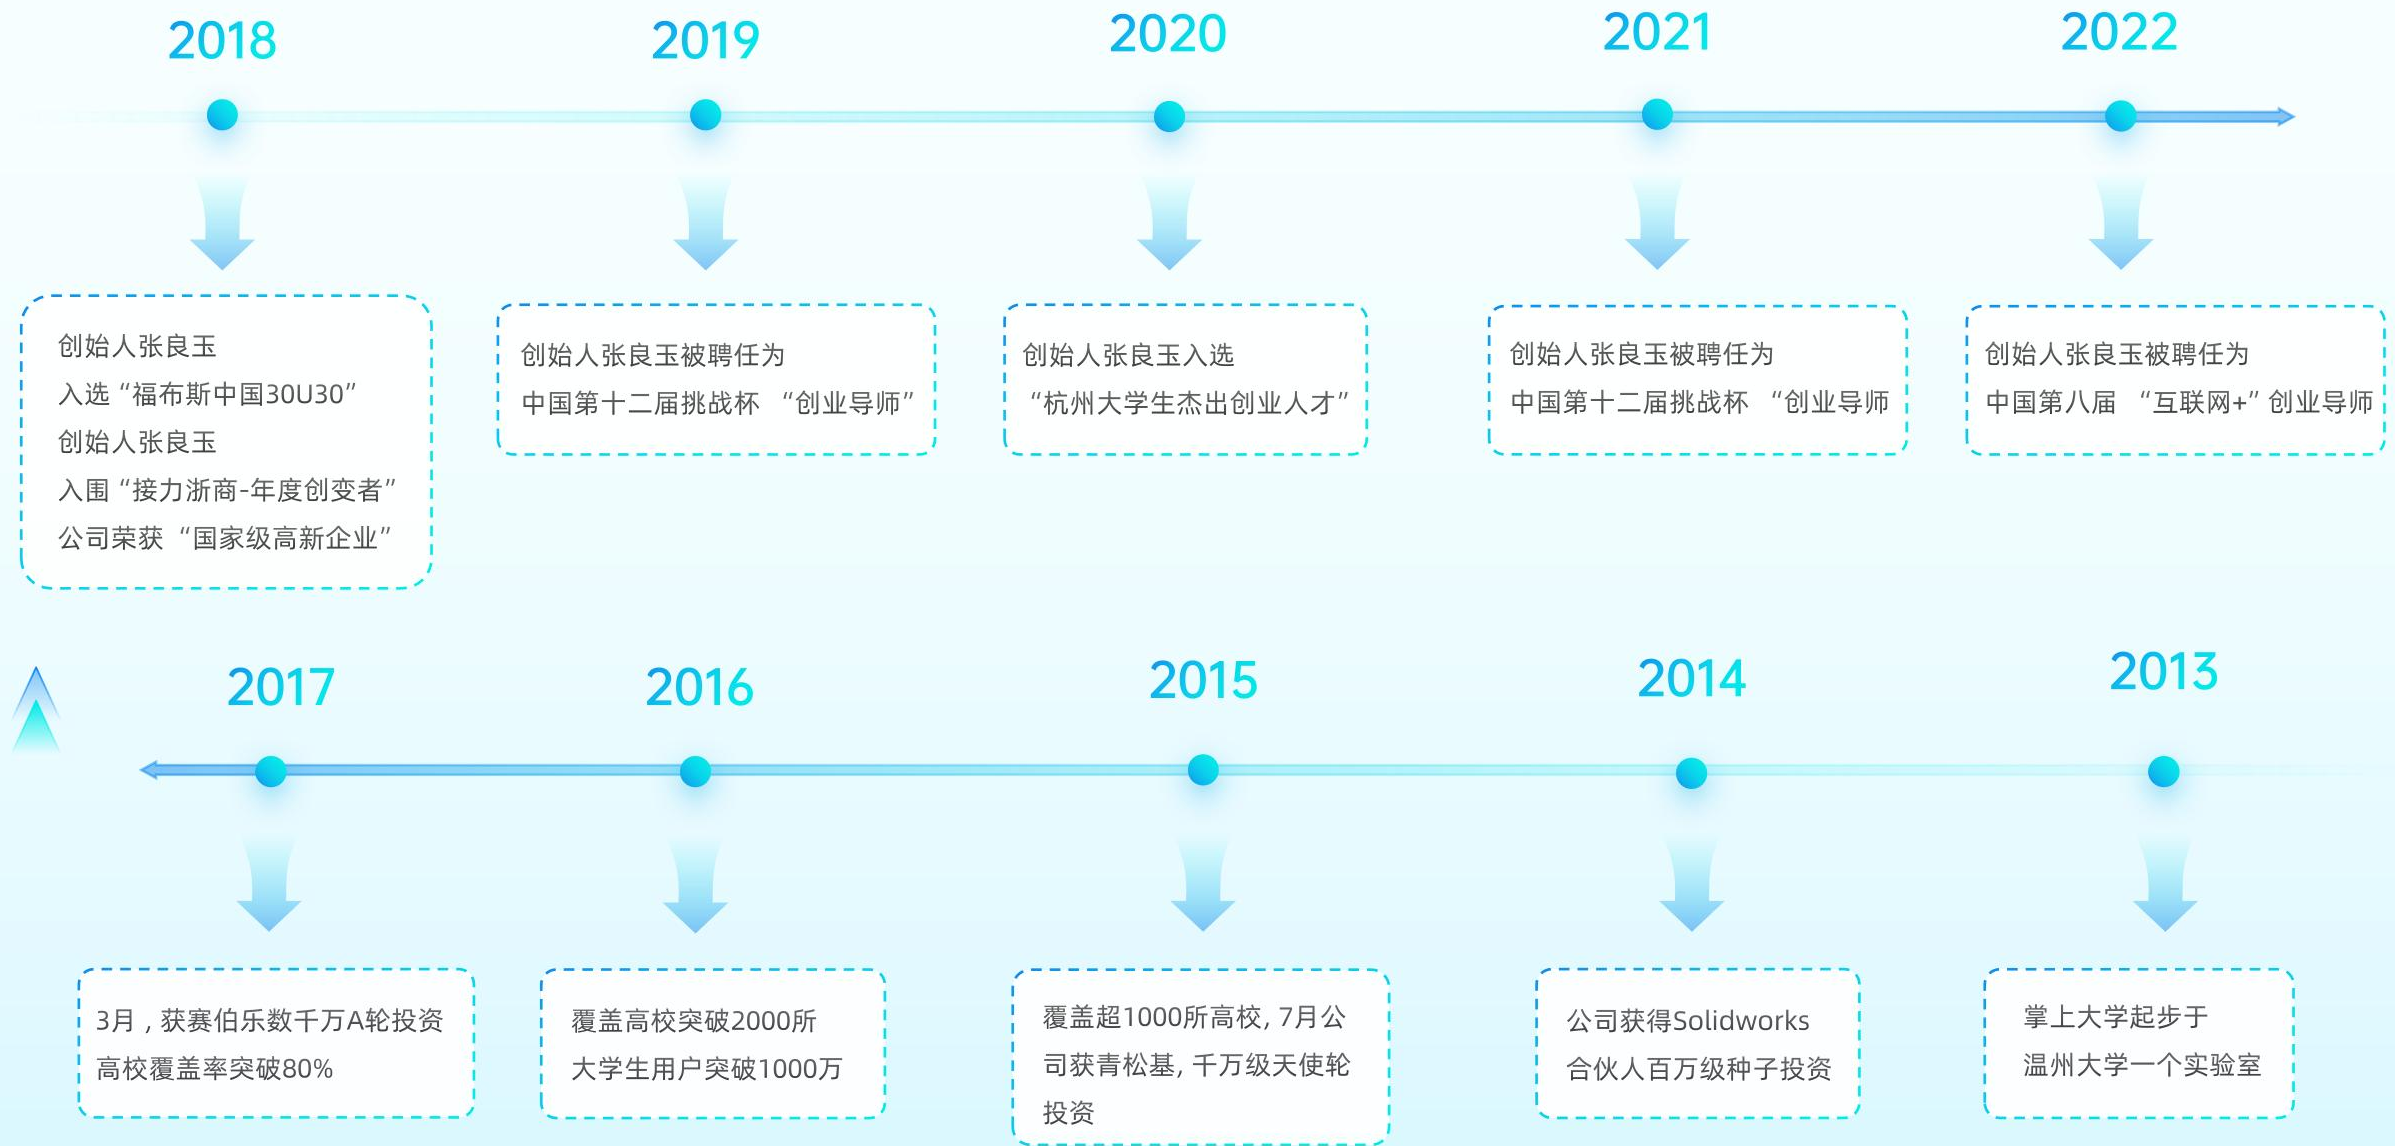 2018
2019
2020
2021
2022
创始人张良玉
入选“福布斯中国30U30”
创始人张良玉
入围“接力浙商-年度创变者”
公司荣获 “国家级高新企业”
创始人张良玉被聘任为
中国第十二届挑战杯 “创业导师”
创始人张良玉入选
“杭州大学生杰出创业人才”
创始人张良玉被聘任为
中国第十二届挑战杯 “创业导师
创始人张良玉被聘任为
中国第八届 “互联网+”创业导师
2017
2016
2015
2014
2013
3月，获赛伯乐数千万A轮投资
高校覆盖率突破80%
覆盖高校突破2000所
大学生用户突破1000万
覆盖超1000所高校, 7月公
司获青松基, 千万级天使轮
投资
公司获得Solidworks
合伙人百万级种子投资
掌上大学起步于
温州大学一个实验室